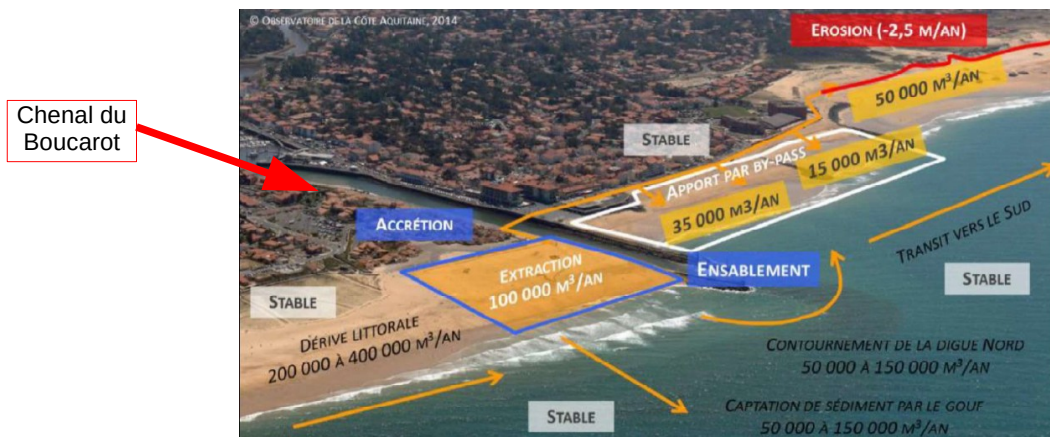 © OBSERVATOIRE DE LA CÔTE AQUITAINE, 2014
EROSION (-2,5 M/AN)
50 000 M³/AN
Chenal du
Boucarot
STABLE
APPORT PAR BY-PASS
15 000 M3/AN
35 000 M3/AN
ACCRÉTION
TRANSIT VERS LE SUD
EXTRACTION
100 000 M³/AN
ENSABLEMENT
STABLE
STABLE
DÉRIVE LITTORALE
200 000 À 400 000 M³/AN
CONTOURNEMENT DE LA DIGUE NORD
50 000 À 150 000 M³/AN
STABLE
CAPTATION DE SÉDIMENT PAR LE GOUF
50 000 À 150 000 M³/AN